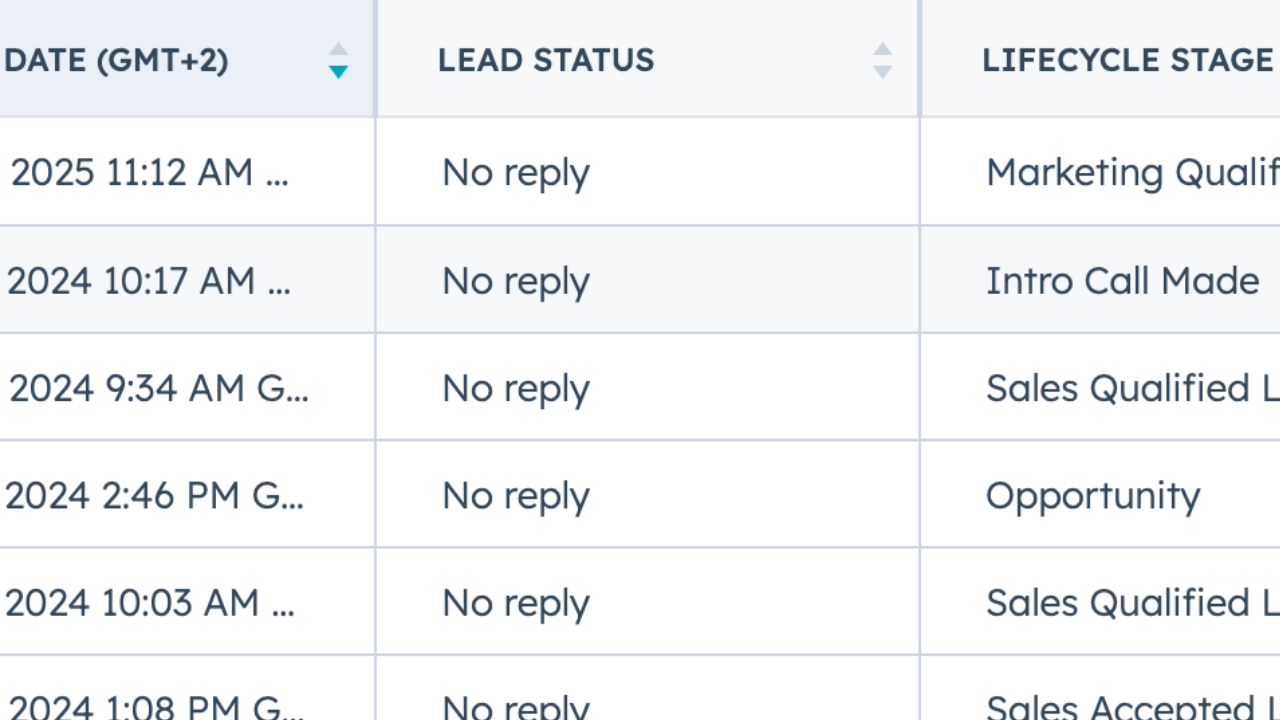 DATE (GMT+2) LEAD STATUS LIFECYCLE STAGE
2025 11:12 AM ... No reply Marketing Qualif
2024 10:17 AM ... No reply Intro Call Made
2024 9:34 AM G... No reply Sales Qualified L
2024 2:46 PM G... No reply Opportunity
2024 10:03 AM ... No reply Sales Qualified L
2024 1:08 PM G... No reply Sales Accepted L